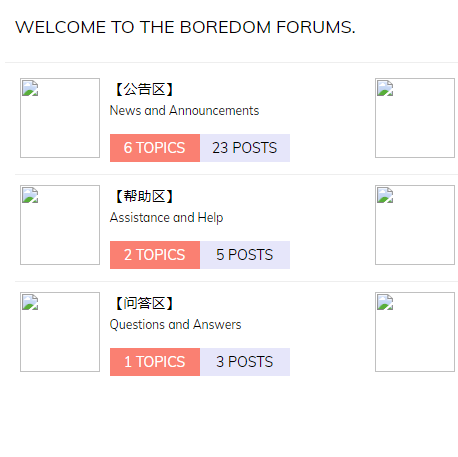 WELCOME TO THE BOREDOM FORUMS.
【公告区】
News and Announcements
6 TOPICS 23 POSTS
【帮助区】
Assistance and Help
2 TOPICS 5 POSTS
【问答区】
Questions and Answers
1 TOPICS 3 POSTS